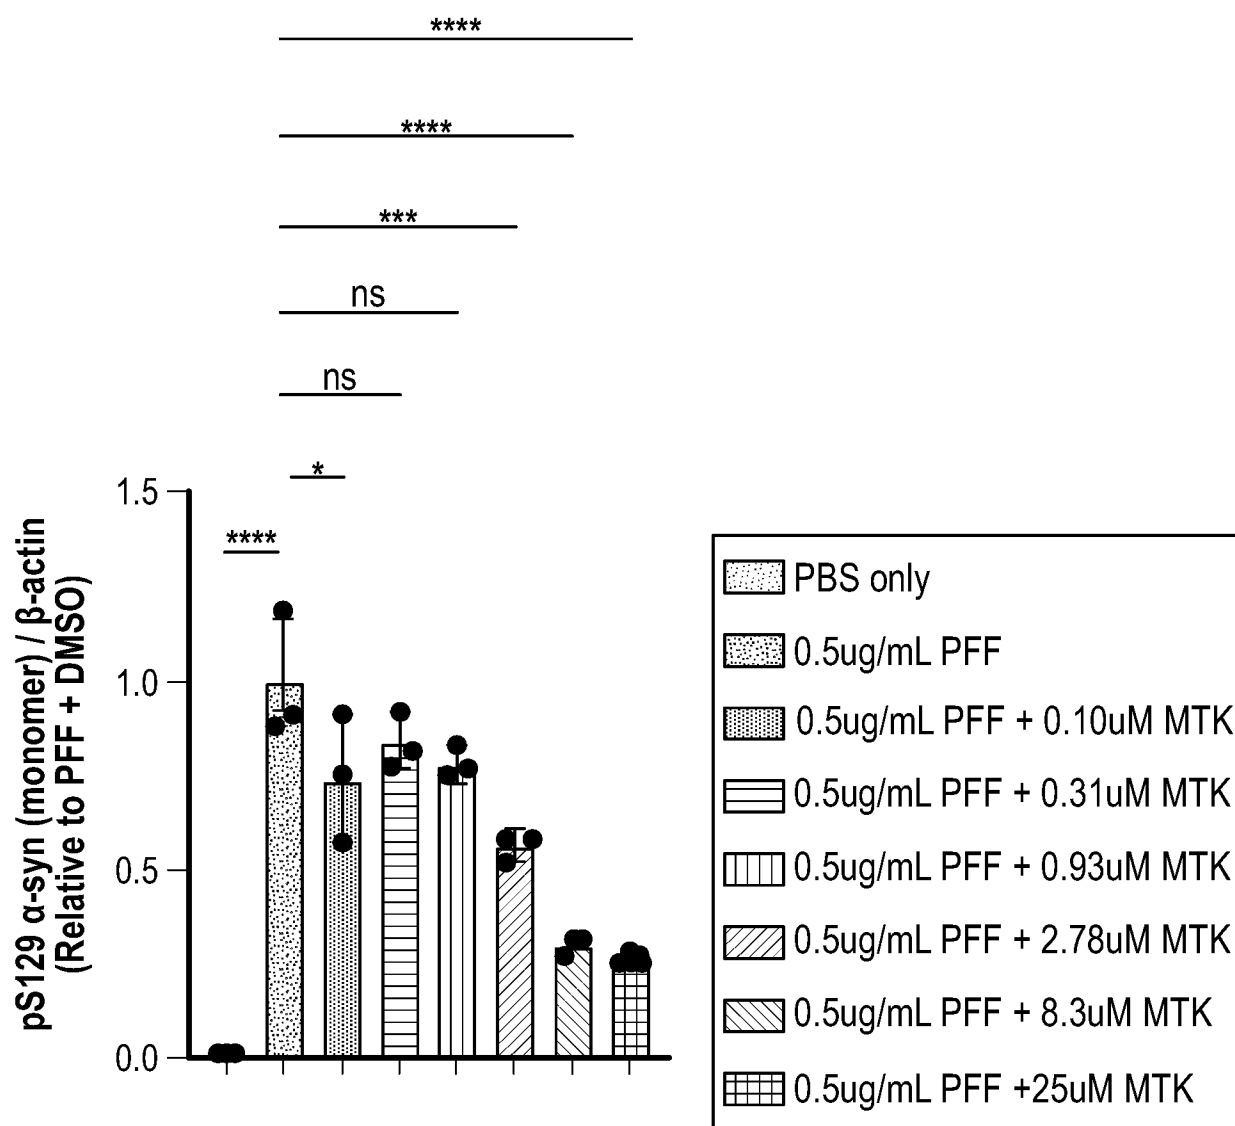 ****
****
***
ns
ns
*
****
1.5
1.0
0.5
0.0
pS129 α-syn (monomer) / β-actin
(Relative to PFF + DMSO)
PBS only
0.5ug/mL PFF
0.5ug/mL PFF + 0.10uM MTK
0.5ug/mL PFF + 0.31uM MTK
0.5ug/mL PFF + 0.93uM MTK
0.5ug/mL PFF + 2.78uM MTK
0.5ug/mL PFF + 8.3uM MTK
0.5ug/mL PFF +25uM MTK